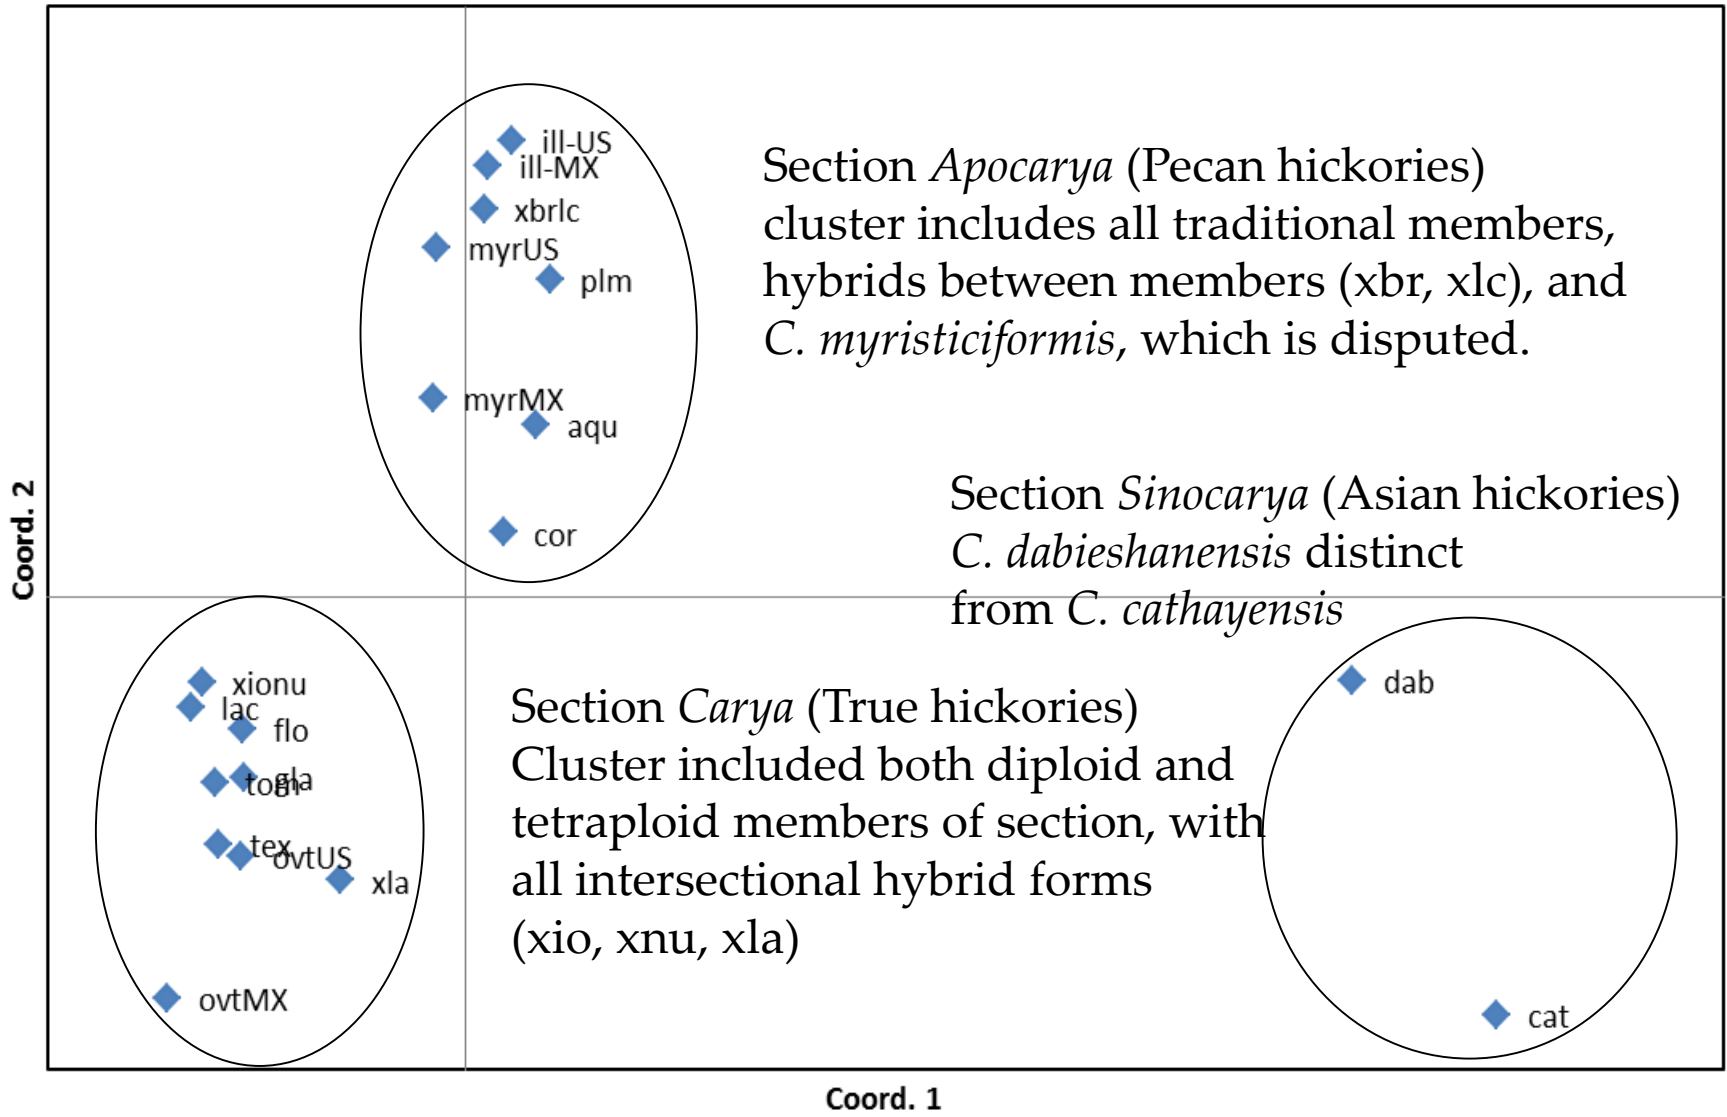 ill-US
ill-MX
xbrlc
myrUS
plm
myrMX
aqu
cor
Section Apocarya (Pecan hickories)
cluster includes all traditional members,
hybrids between members (xbr, xlc), and
C. myristiciformis, which is disputed.
Section Sinocarya (Asian hickories)
C. dabieshanensis distinct
from C. cathayensis
Coord. 2
xionu
lac
flo
gla
tom
tex
ovtUS
xla
ovtMX
Section Carya (True hickories)
Cluster included both diploid and
tetraploid members of section, with
all intersectional hybrid forms
(xio, xnu, xla)
dab
cat
Coord. 1